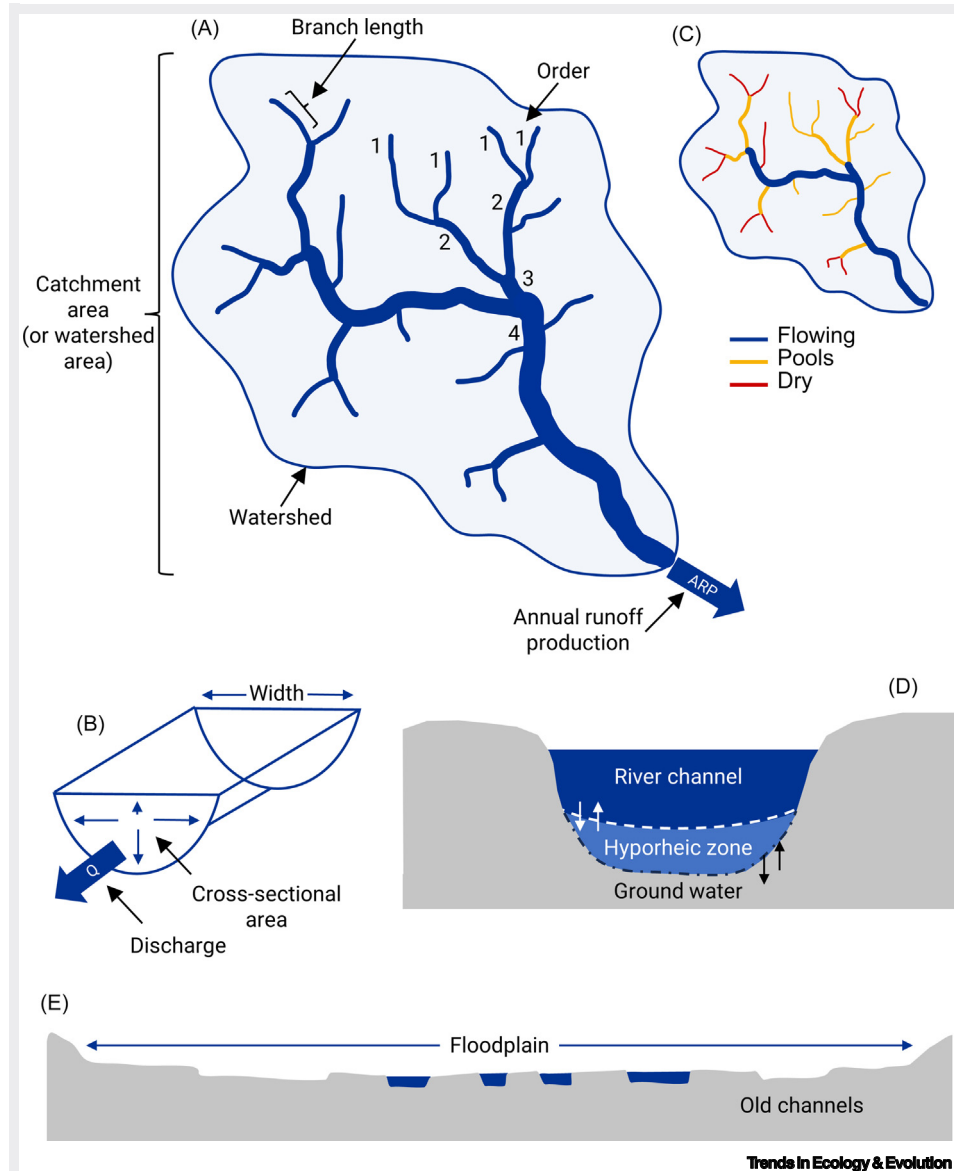 (A)
Branch length
Order
1
1
1
1
2
2
3
4
Catchment
area
(or watershed
area)
Watershed
ARP
Annual runoff
production
(C)
Flowing
Pools
Dry
(B)
Width
Q
Cross-sectional
area
Discharge
(D)
River channel
Hyporheic zone
Ground water
(E)
Floodplain
Old channels
Trends in Ecology & Evolution